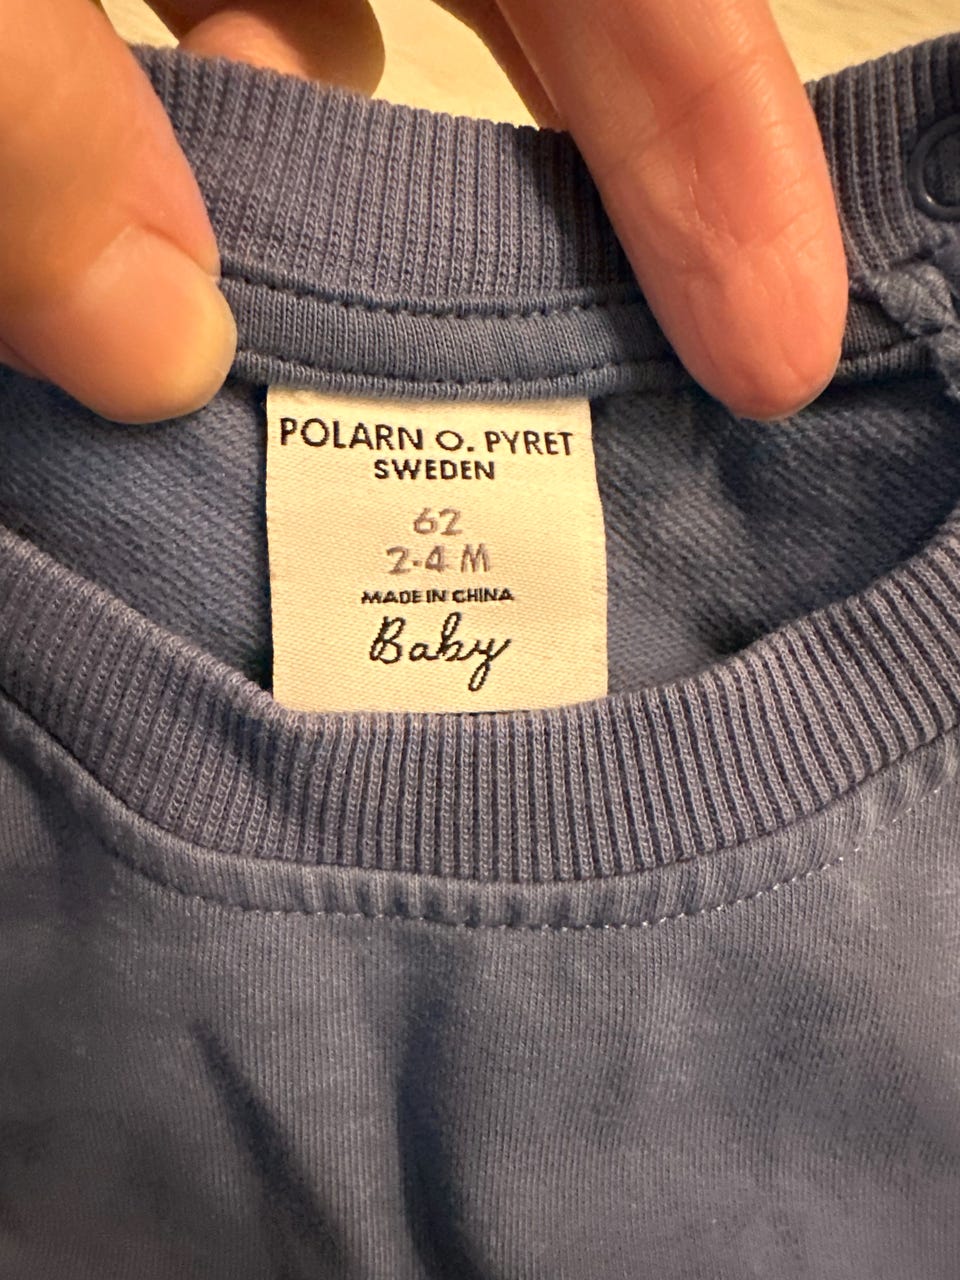 POLARN O. PYRET
SWEDEN
62
2-4 M
MADE IN CHINA
Baby